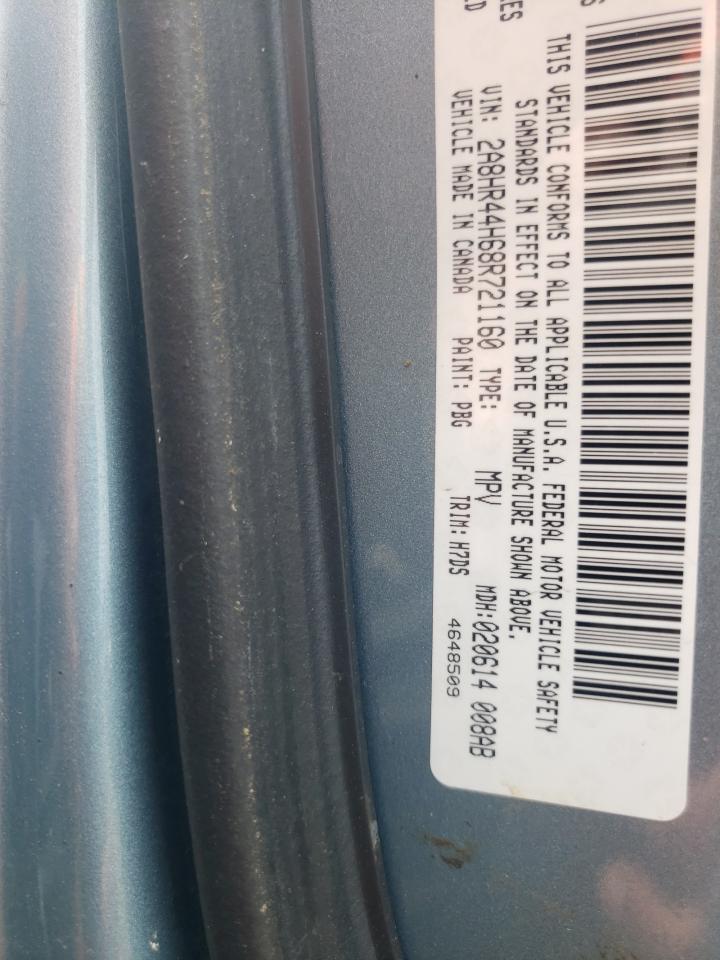 THIS VEHICLE CONFORMS TO ALL APPLICABLE U.S.A. FEDERAL MOTOR VEHICLE SAFETY
STANDARDS IN EFFECT ON THE DATE OF MANUFACTURE SHOWN ABOVE.
VIN: 2A8HR44H68R721160 TYPE: MPV MDH:020614 008AB
VEHICLE MADE IN CANADA PAINT: PBG TRIM: H7DS 4648509